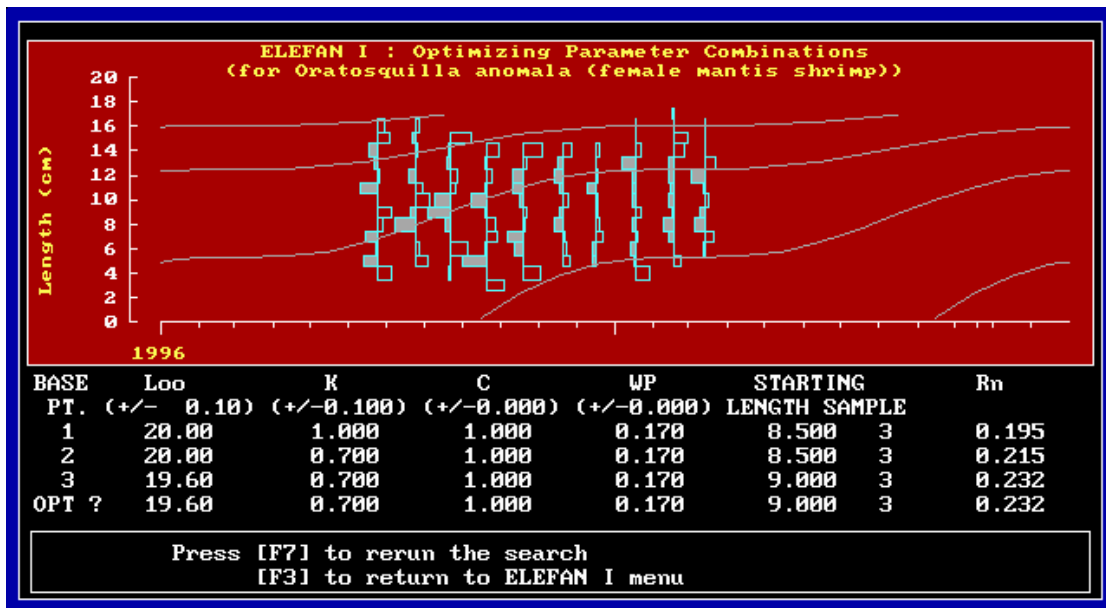 ELEFAN I : Optimizing Parameter Combinations
(for Oratosquilla anomala (female mantis shrimp))
Length (cm)
20
18
16
14
12
10
8
6
4
2
0
1996
BASE Loo K C WP STARTING Rn
PT. (+/- 0.10) (+/-0.100) (+/-0.000) (+/-0.000) LENGTH SAMPLE
1 20.00 1.000 1.000 0.170 8.500 3 0.195
2 20.00 0.700 1.000 0.170 8.500 3 0.215
3 19.60 0.700 1.000 0.170 9.000 3 0.232
OPT ? 19.60 0.700 1.000 0.170 9.000 3 0.232
Press [F7] to rerun the search
[F3] to return to ELEFAN I menu